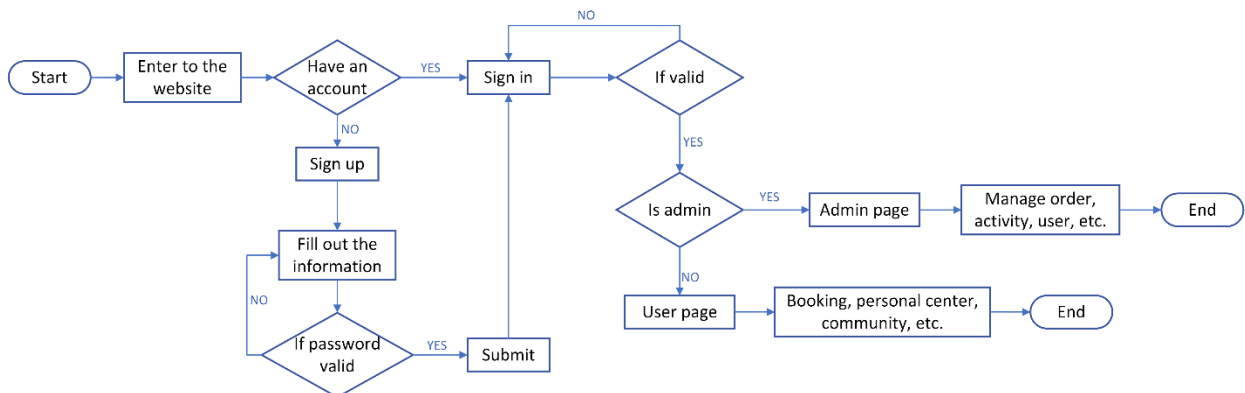 NO
Start
Enter to the
website
Have an
account
YES
Sign in
If valid
NO
YES
Sign up
Is admin
YES
Admin page
Manage order,
activity, user, etc.
End
Fill out the
information
NO
NO
User page
Booking, personal center,
community, etc.
End
If password
valid
YES
Submit